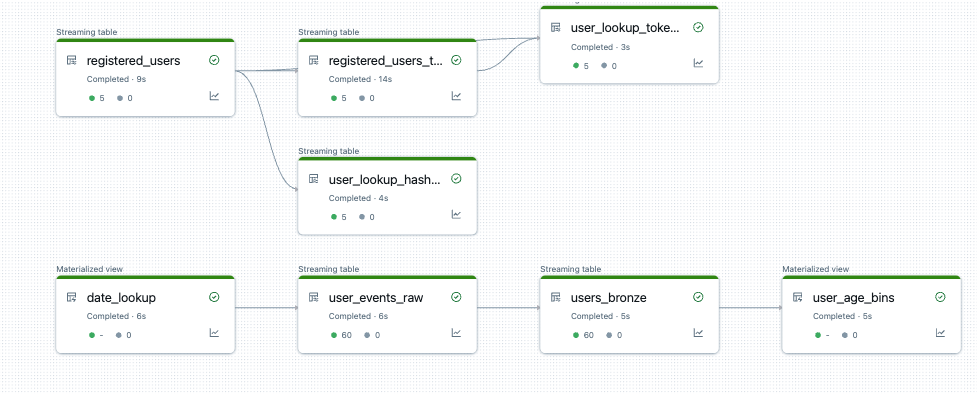 Streaming table
registered_users
Completed · 9s
5 0
Streaming table
registered_users_t...
Completed · 14s
5 0
user_lookup_toke...
Completed · 3s
5 0
Streaming table
user_lookup_hash...
Completed · 4s
5 0
Materialized view
date_lookup
Completed · 6s
- 0
Streaming table
user_events_raw
Completed · 6s
60 0
Streaming table
users_bronze
Completed · 5s
60 0
Materialized view
user_age_bins
Completed · 5s
- 0